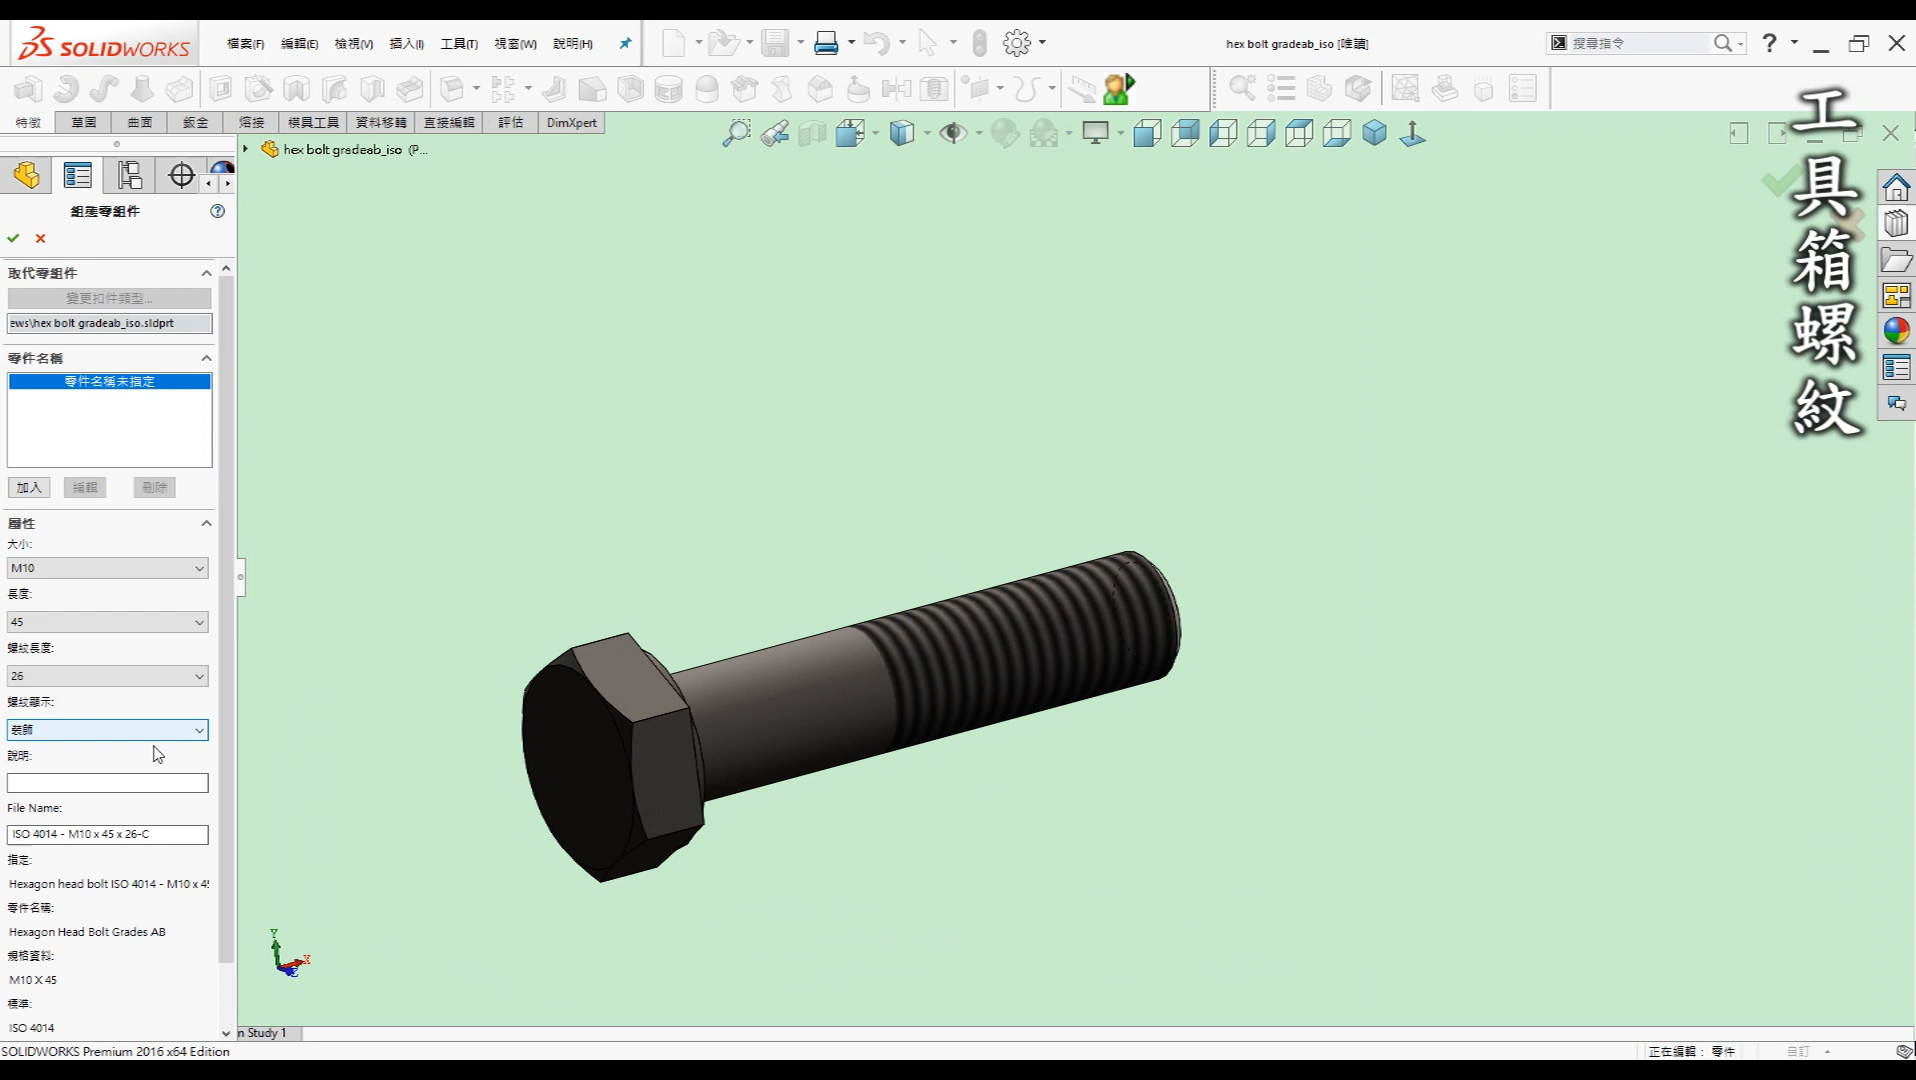 SOLIDWORKS
檔案(F) 編輯(E) 檢視(V) 插入(I) 工具(T) 視窗(W) 說明(H)
hex bolt gradeab_iso [唯讀]
搜尋指令
特徵 草圖 曲面 鈑金 熔接 模具工具 資料移轉 直接編輯 評估 DimXpert
hex bolt gradeab_iso (P...
工具箱螺紋
組態零組件
取代零組件
變更扣件類型...
ews\hex bolt gradeab_iso.sldprt
零件名稱
零件名稱未指定
加入 編輯 刪除
屬性
大小:
M10
長度:
45
螺紋長度:
26
螺紋顯示:
裝飾
說明:
File Name:
ISO 4014 - M10 x 45 x 26-C
指定:
Hexagon head bolt ISO 4014 - M10 x 45
零件名稱:
Hexagon Head Bolt Grades AB
規格資料:
M10 X 45
標準:
ISO 4014
Y
X
Z
n Study 1
SOLIDWORKS Premium 2016 x64 Edition
正在編輯： 零件
自訂